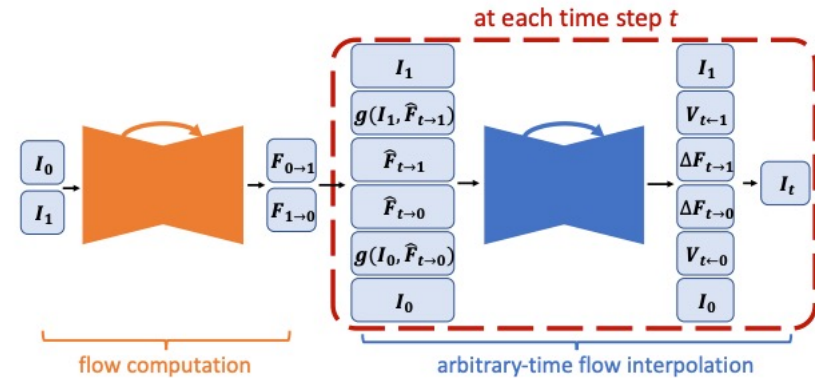 at each time step t
I₀
I₁
F₀→₁
F₁→₀
I₁
g(I₁, F̂ₜ→₁)
F̂ₜ→₁
F̂ₜ→₀
g(I₀, F̂ₜ→₀)
I₀
I₁
Vₜ←₁
ΔFₜ→₁
ΔFₜ→₀
Vₜ←₀
I₀
Iₜ
flow computation
arbitrary-time flow interpolation